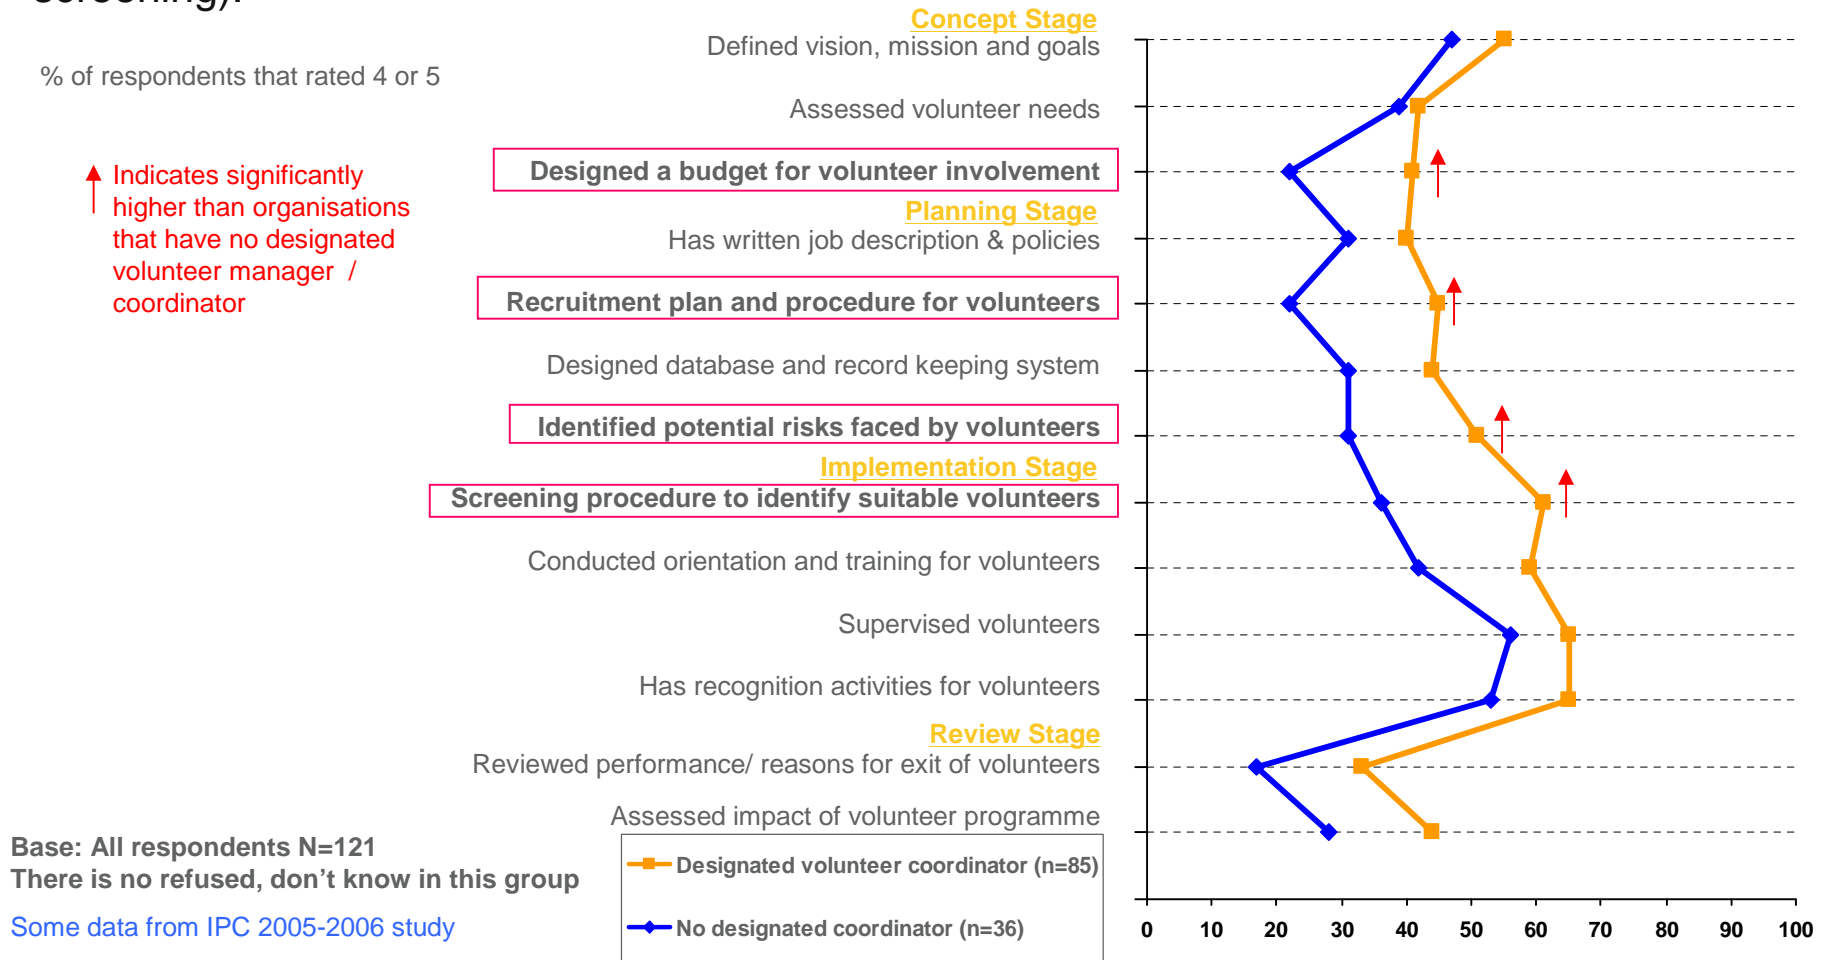 screening).
% of respondents that rated 4 or 5
Indicates significantly
higher than organisations
that have no designated
volunteer manager /
coordinator
Concept Stage
Defined vision, mission and goals
Assessed volunteer needs
Designed a budget for volunteer involvement
Planning Stage
Has written job description & policies
Recruitment plan and procedure for volunteers
Designed database and record keeping system
Identified potential risks faced by volunteers
Implementation Stage
Screening procedure to identify suitable volunteers
Conducted orientation and training for volunteers
Supervised volunteers
Has recognition activities for volunteers
Review Stage
Reviewed performance/ reasons for exit of volunteers
Assessed impact of volunteer programme
Base: All respondents N=121
There is no refused, don’t know in this group
Some data from IPC 2005-2006 study
Designated volunteer coordinator (n=85)
No designated coordinator (n=36)
0 10 20 30 40 50 60 70 80 90 100